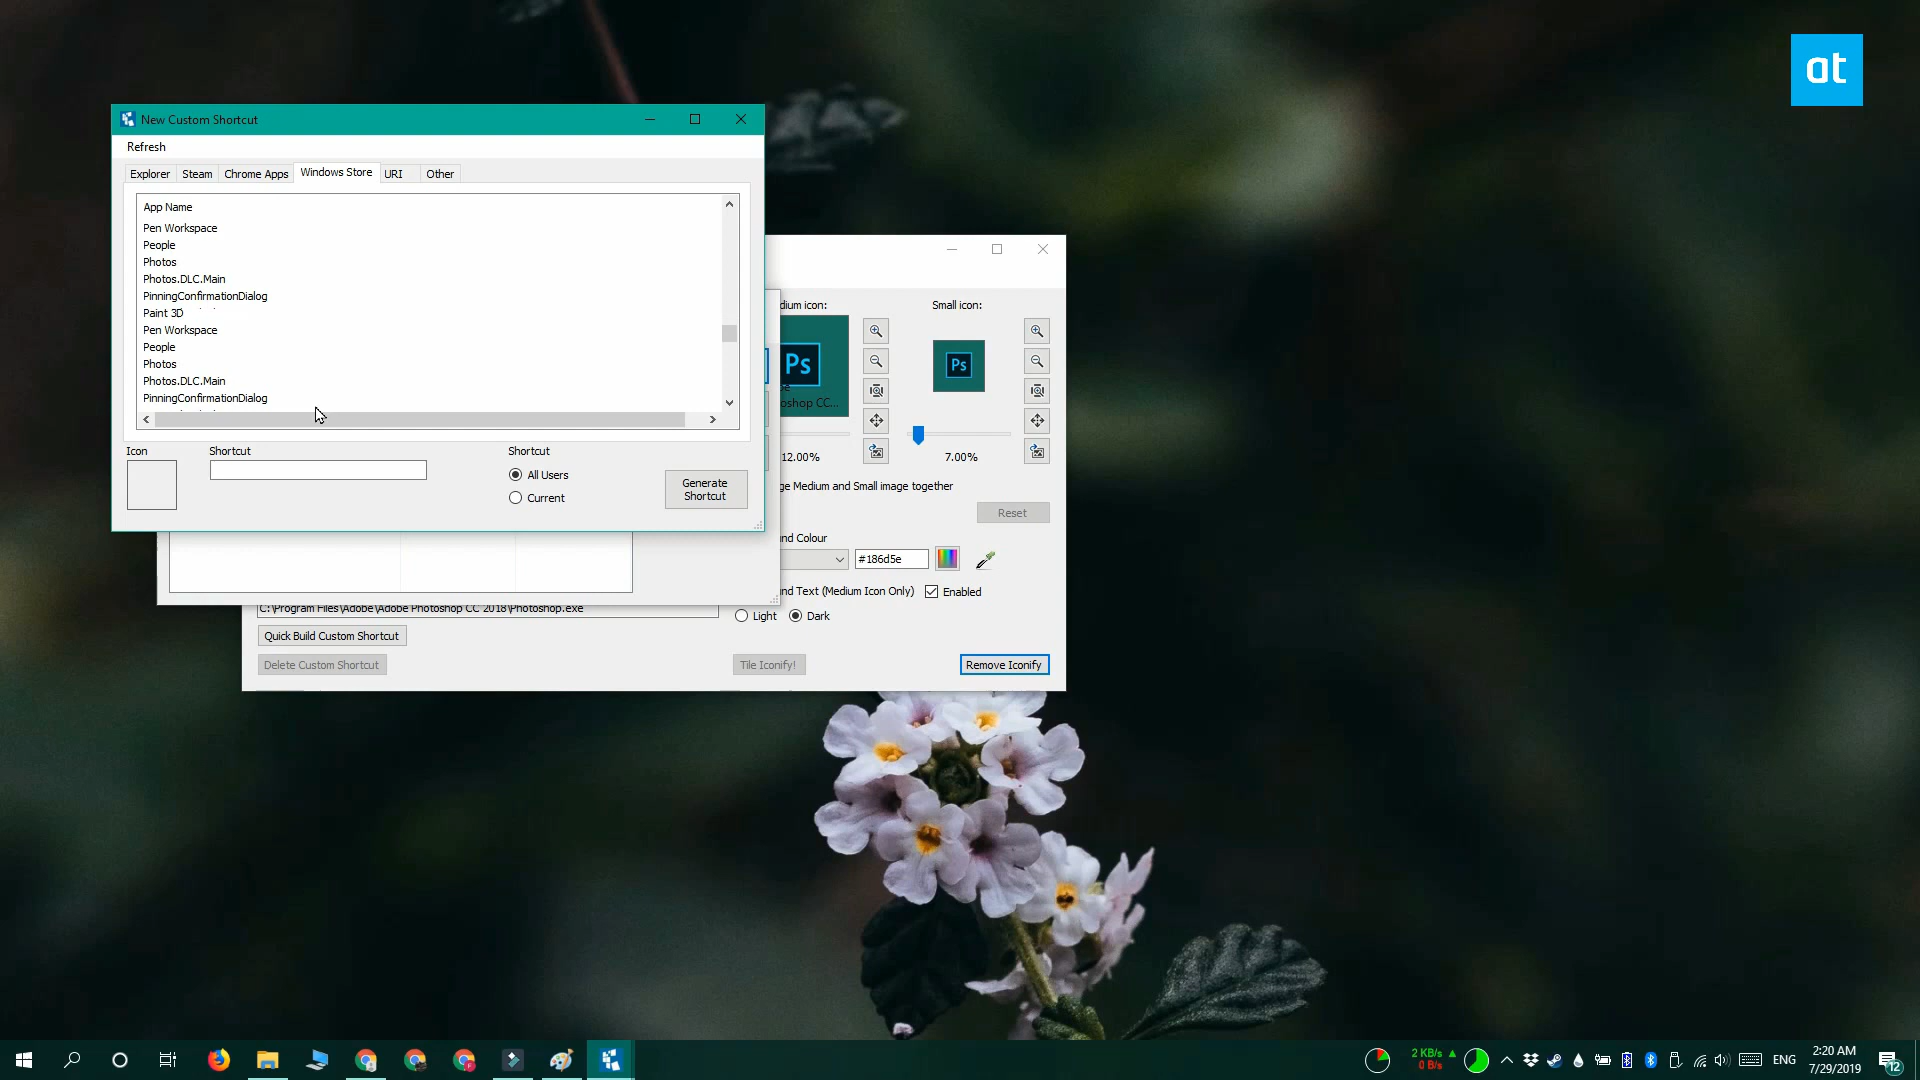 at
New Custom Shortcut
Refresh
Explorer Steam Chrome Apps Windows Store URI Other
App Name
Pen Workspace
People
Photos
Photos.DLC.Main
PinningConfirmationDialog
Paint 3D
Pen Workspace
People
Photos
Photos.DLC.Main
PinningConfirmationDialog
Icon Shortcut Shortcut
All Users
Current
Generate
Shortcut
dium icon: Small icon:
Ps Ps
oshop CC...
12.00% 7.00%
ge Medium and Small image together
Reset
nd Colour
#186d5e
nd Text (Medium Icon Only) Enabled
Light Dark
C:\Program Files\Adobe\Adobe Photoshop CC 2018\Photoshop.exe
Quick Build Custom Shortcut
Delete Custom Shortcut Tile Iconify! Remove Iconify
2 KB/s
0 B/s
ENG
2:20 AM
7/29/2019
12